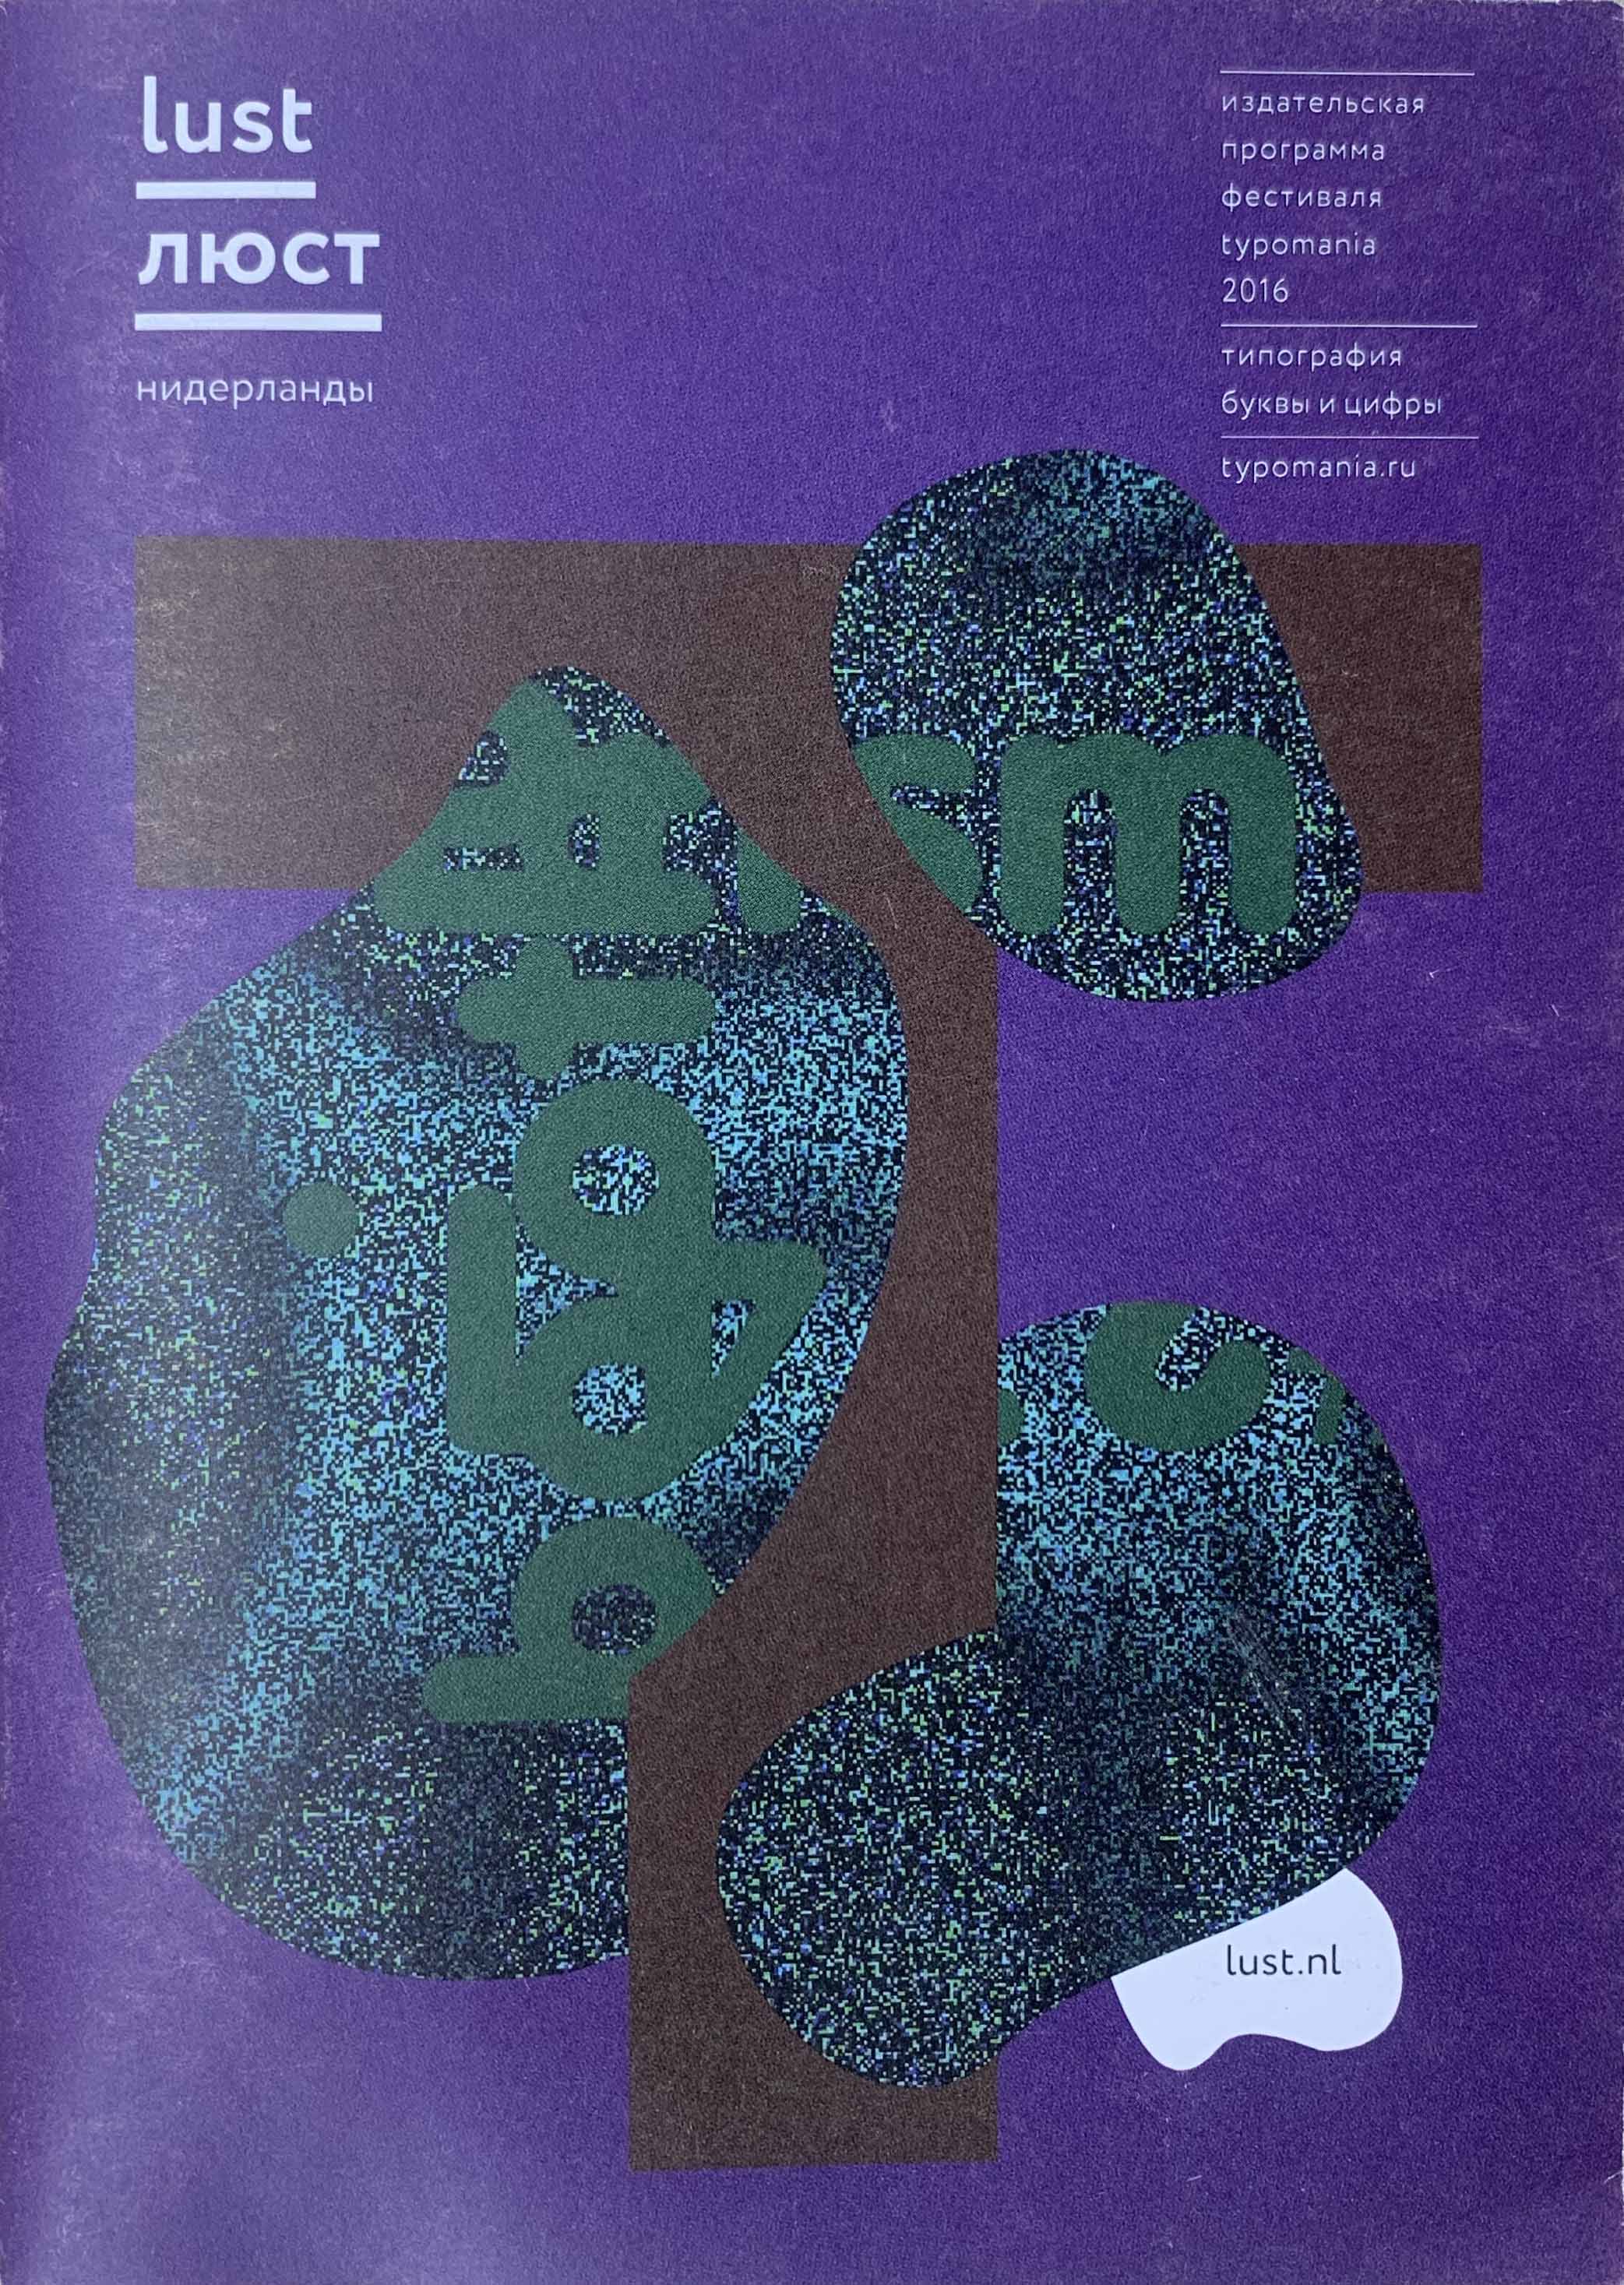 lust
люст
нидерланды
издательская
программа
фестиваля
typomania
2016
типография
буквы и цифры
typomania.ru
lust.nl